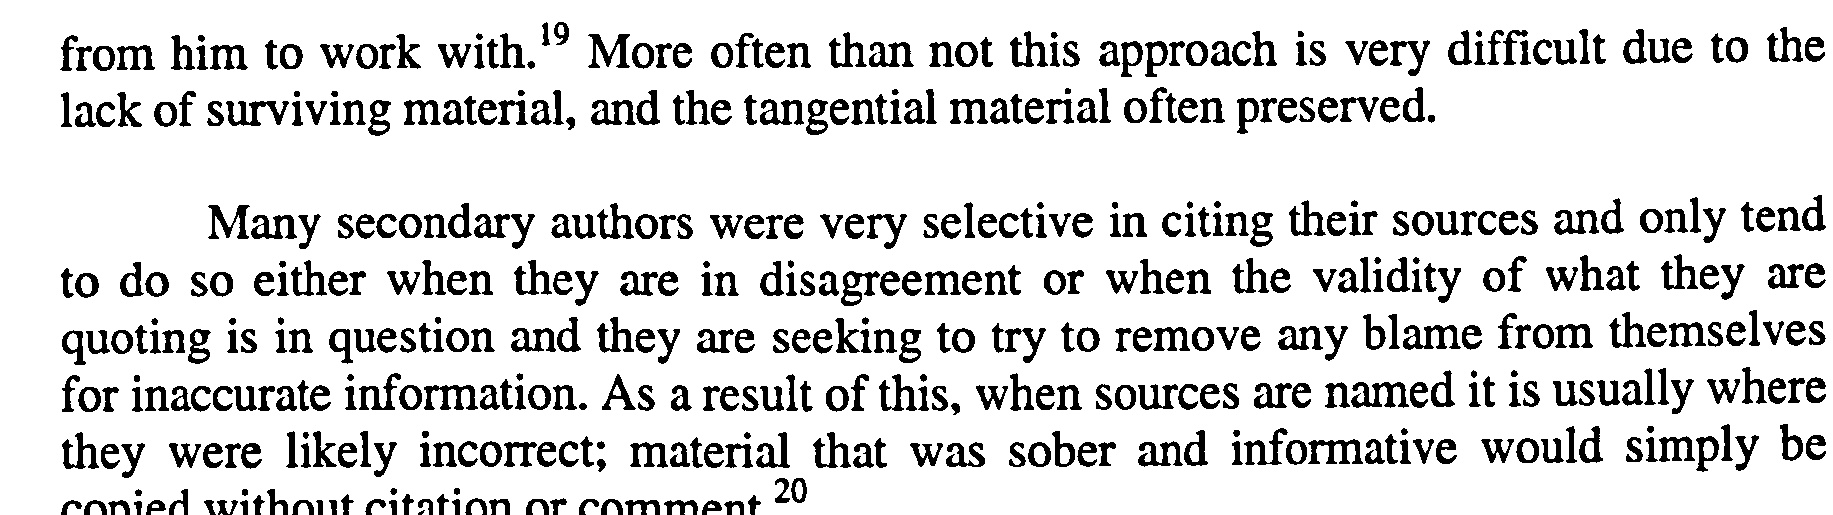 from him to work with.¹⁹ More often than not this approach is very difficult due to the
lack of surviving material, and the tangential material often preserved.
Many secondary authors were very selective in citing their sources and only tend
to do so either when they are in disagreement or when the validity of what they are
quoting is in question and they are seeking to try to remove any blame from themselves
for inaccurate information. As a result of this, when sources are named it is usually where
they were likely incorrect; material that was sober and informative would simply be
copied without citation or comment.²⁰